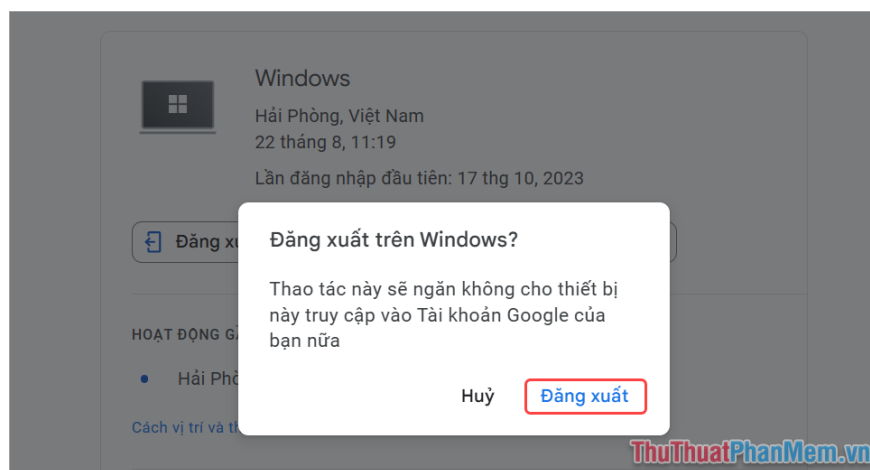 Windows
Hải Phòng, Việt Nam
22 tháng 8, 11:19
Lần đăng nhập đầu tiên: 17 thg 10, 2023
Đăng
Đăng xuất trên Windows?
Thao tác này sẽ ngăn không cho thiết bị
này truy cập vào Tài khoản Google của
bạn nữa
HOẠT ĐỘNG
Hải
Huỷ
Đăng xuất
Cách vị trí và
ThuThuatPhanMem.vn